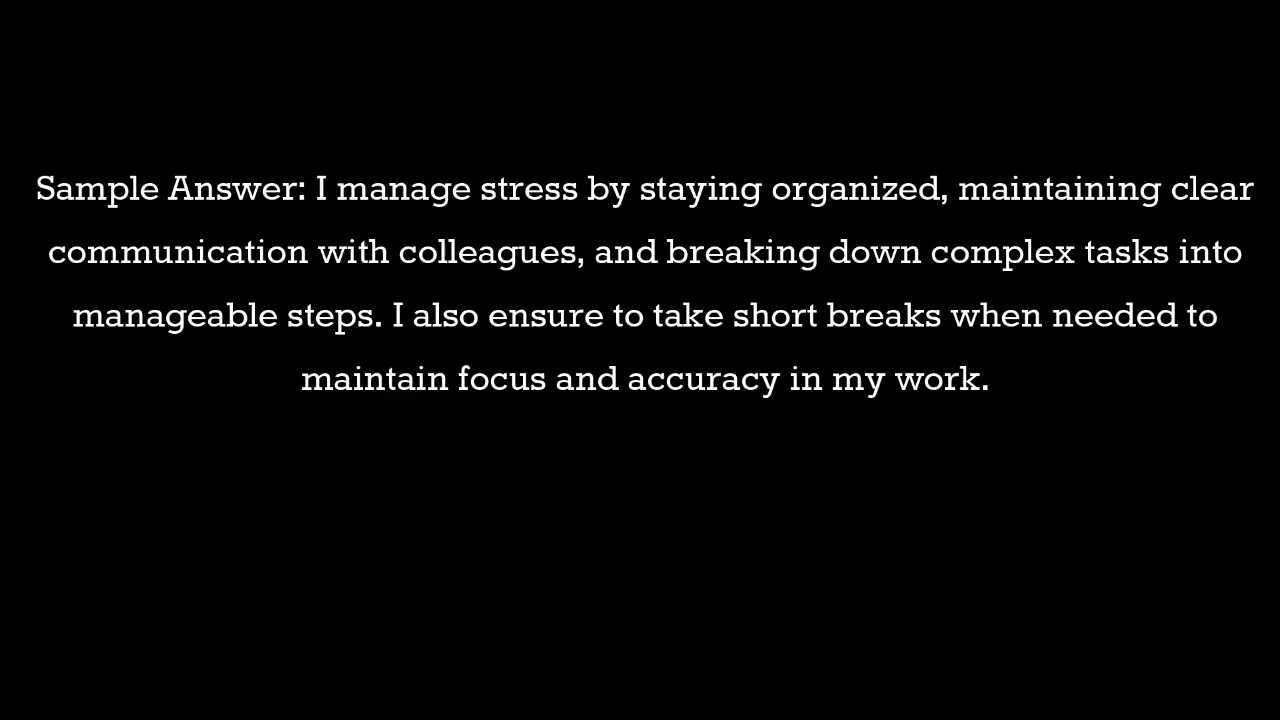 Sample Answer: I manage stress by staying organized, maintaining clear
communication with colleagues, and breaking down complex tasks into
manageable steps. I also ensure to take short breaks when needed to
maintain focus and accuracy in my work.